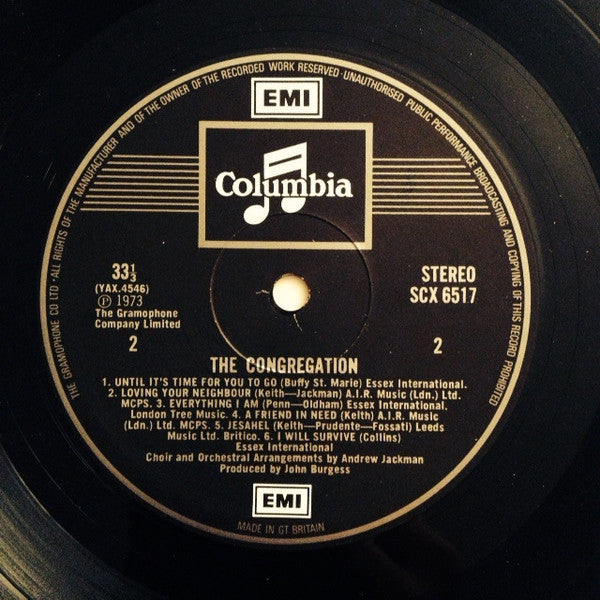 THE GRAMOPHONE CO LTD · ALL RIGHTS OF THE MANUFACTURER AND OF THE OWNER OF THE RECORDED WORK RESERVED · UNAUTHORISED PUBLIC PERFORMANCE BROADCASTING AND COPYING OF THIS RECORD PROHIBITED
EMI
Columbia
33⅓
(YAX.4546)
Ⓟ 1973
The Gramophone
Company Limited
2
STEREO
SCX 6517
2
THE CONGREGATION
1. UNTIL IT'S TIME FOR YOU TO GO (Buffy St. Marie) Essex International.
2. LOVING YOUR NEIGHBOUR (Keith—Jackman) A.I.R. Music (Ldn.) Ltd.
MCPS. 3. EVERYTHING I AM (Penn—Oldham) Essex International.
London Tree Music. 4. A FRIEND IN NEED (Keith) A.I.R. Music
(Ldn.) Ltd. MCPS. 5. JESAHEL (Keith—Prudente—Fossati) Leeds
Music Ltd. Britico. 6. I WILL SURVIVE (Collins)
Essex International
Choir and Orchestral Arrangements by Andrew Jackman
Produced by John Burgess
EMI
MADE IN GT BRITAIN